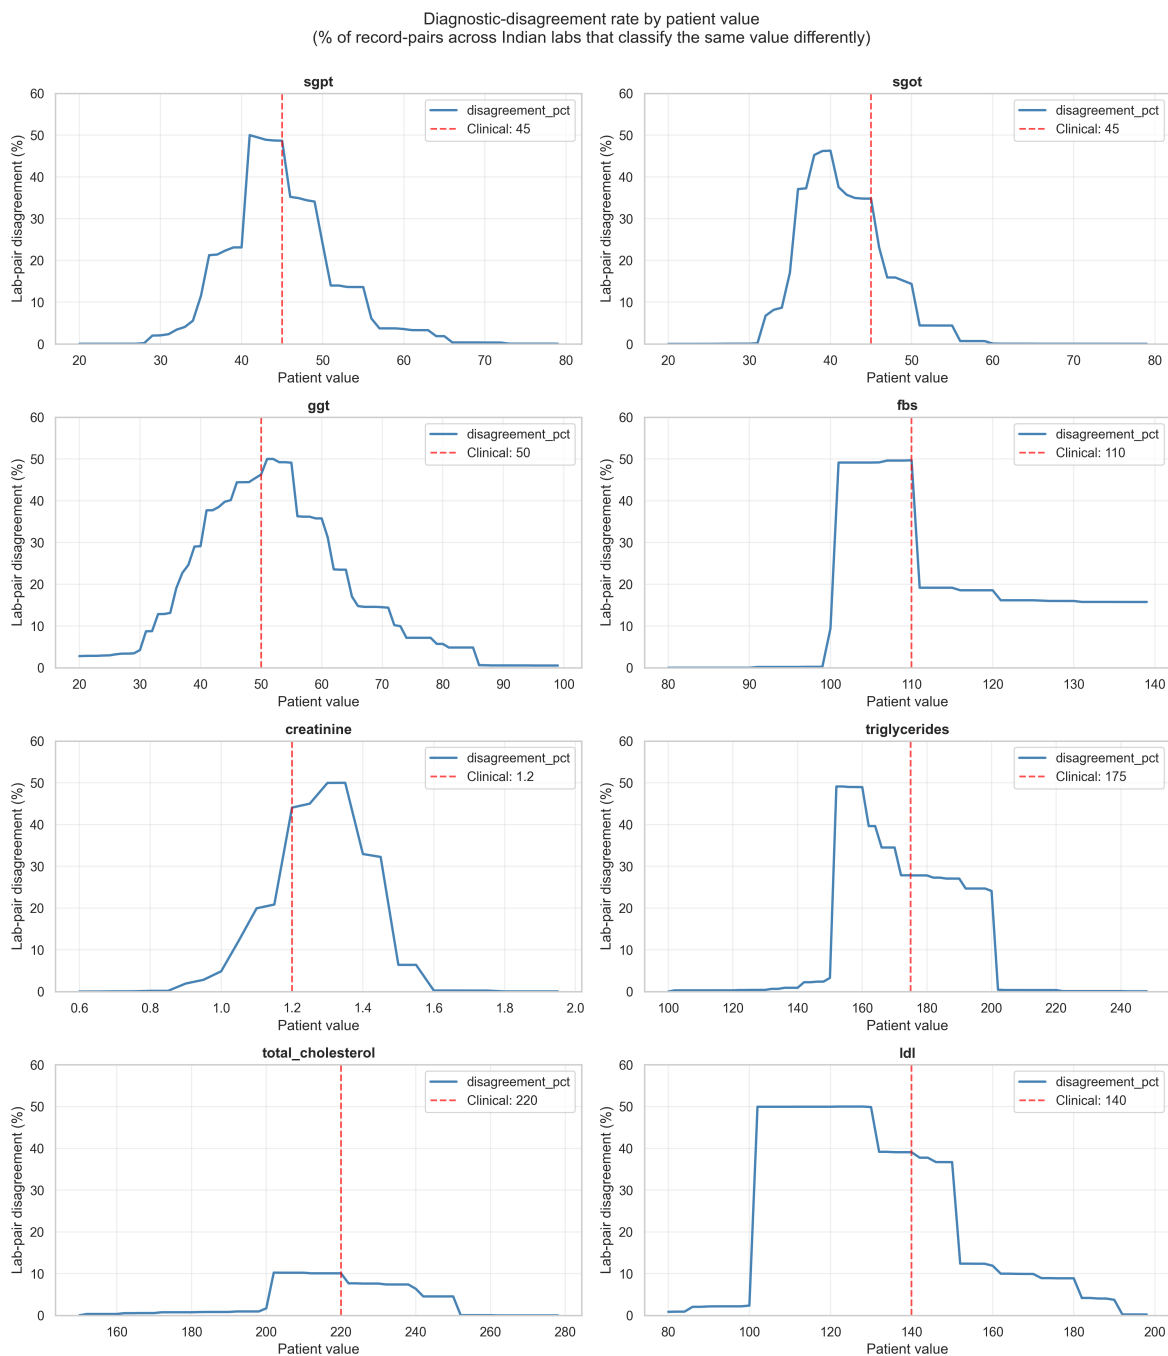 Diagnostic-disagreement rate by patient value
(% of record-pairs across Indian labs that classify the same value differently)
sgpt
60
50
40
30
20
10
0
Lab-pair disagreement (%)
disagreement_pct
Clinical: 45
20 30 40 50 60 70 80
Patient value
sgot
60
50
40
30
20
10
0
Lab-pair disagreement (%)
disagreement_pct
Clinical: 45
20 30 40 50 60 70 80
Patient value
ggt
60
50
40
30
20
10
0
Lab-pair disagreement (%)
disagreement_pct
Clinical: 50
20 30 40 50 60 70 80 90 100
Patient value
fbs
60
50
40
30
20
10
0
Lab-pair disagreement (%)
disagreement_pct
Clinical: 110
80 90 100 110 120 130 140
Patient value
creatinine
60
50
40
30
20
10
0
Lab-pair disagreement (%)
disagreement_pct
Clinical: 1.2
0.6 0.8 1.0 1.2 1.4 1.6 1.8 2.0
Patient value
triglycerides
60
50
40
30
20
10
0
Lab-pair disagreement (%)
disagreement_pct
Clinical: 175
100 120 140 160 180 200 220 240
Patient value
total_cholesterol
60
50
40
30
20
10
0
Lab-pair disagreement (%)
disagreement_pct
Clinical: 220
160 180 200 220 240 260 280
Patient value
ldl
60
50
40
30
20
10
0
Lab-pair disagreement (%)
disagreement_pct
Clinical: 140
80 100 120 140 160 180 200
Patient value